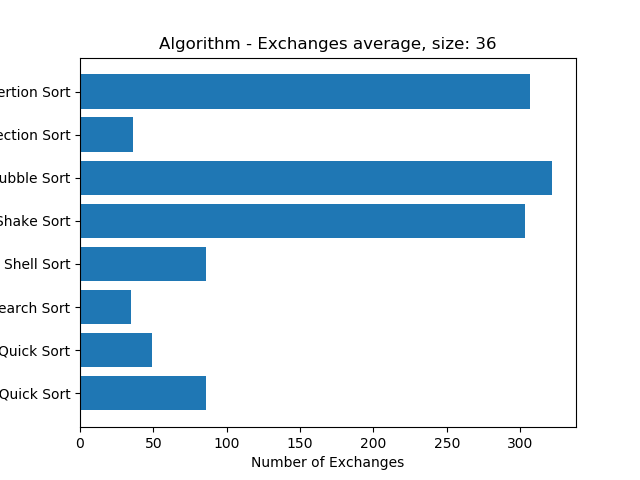 Algorithm - Exchanges average, size: 36
ertion Sort
ection Sort
ubble Sort
Shake Sort
Shell Sort
earch Sort
Quick Sort
Quick Sort
0 50 100 150 200 250 300
Number of Exchanges